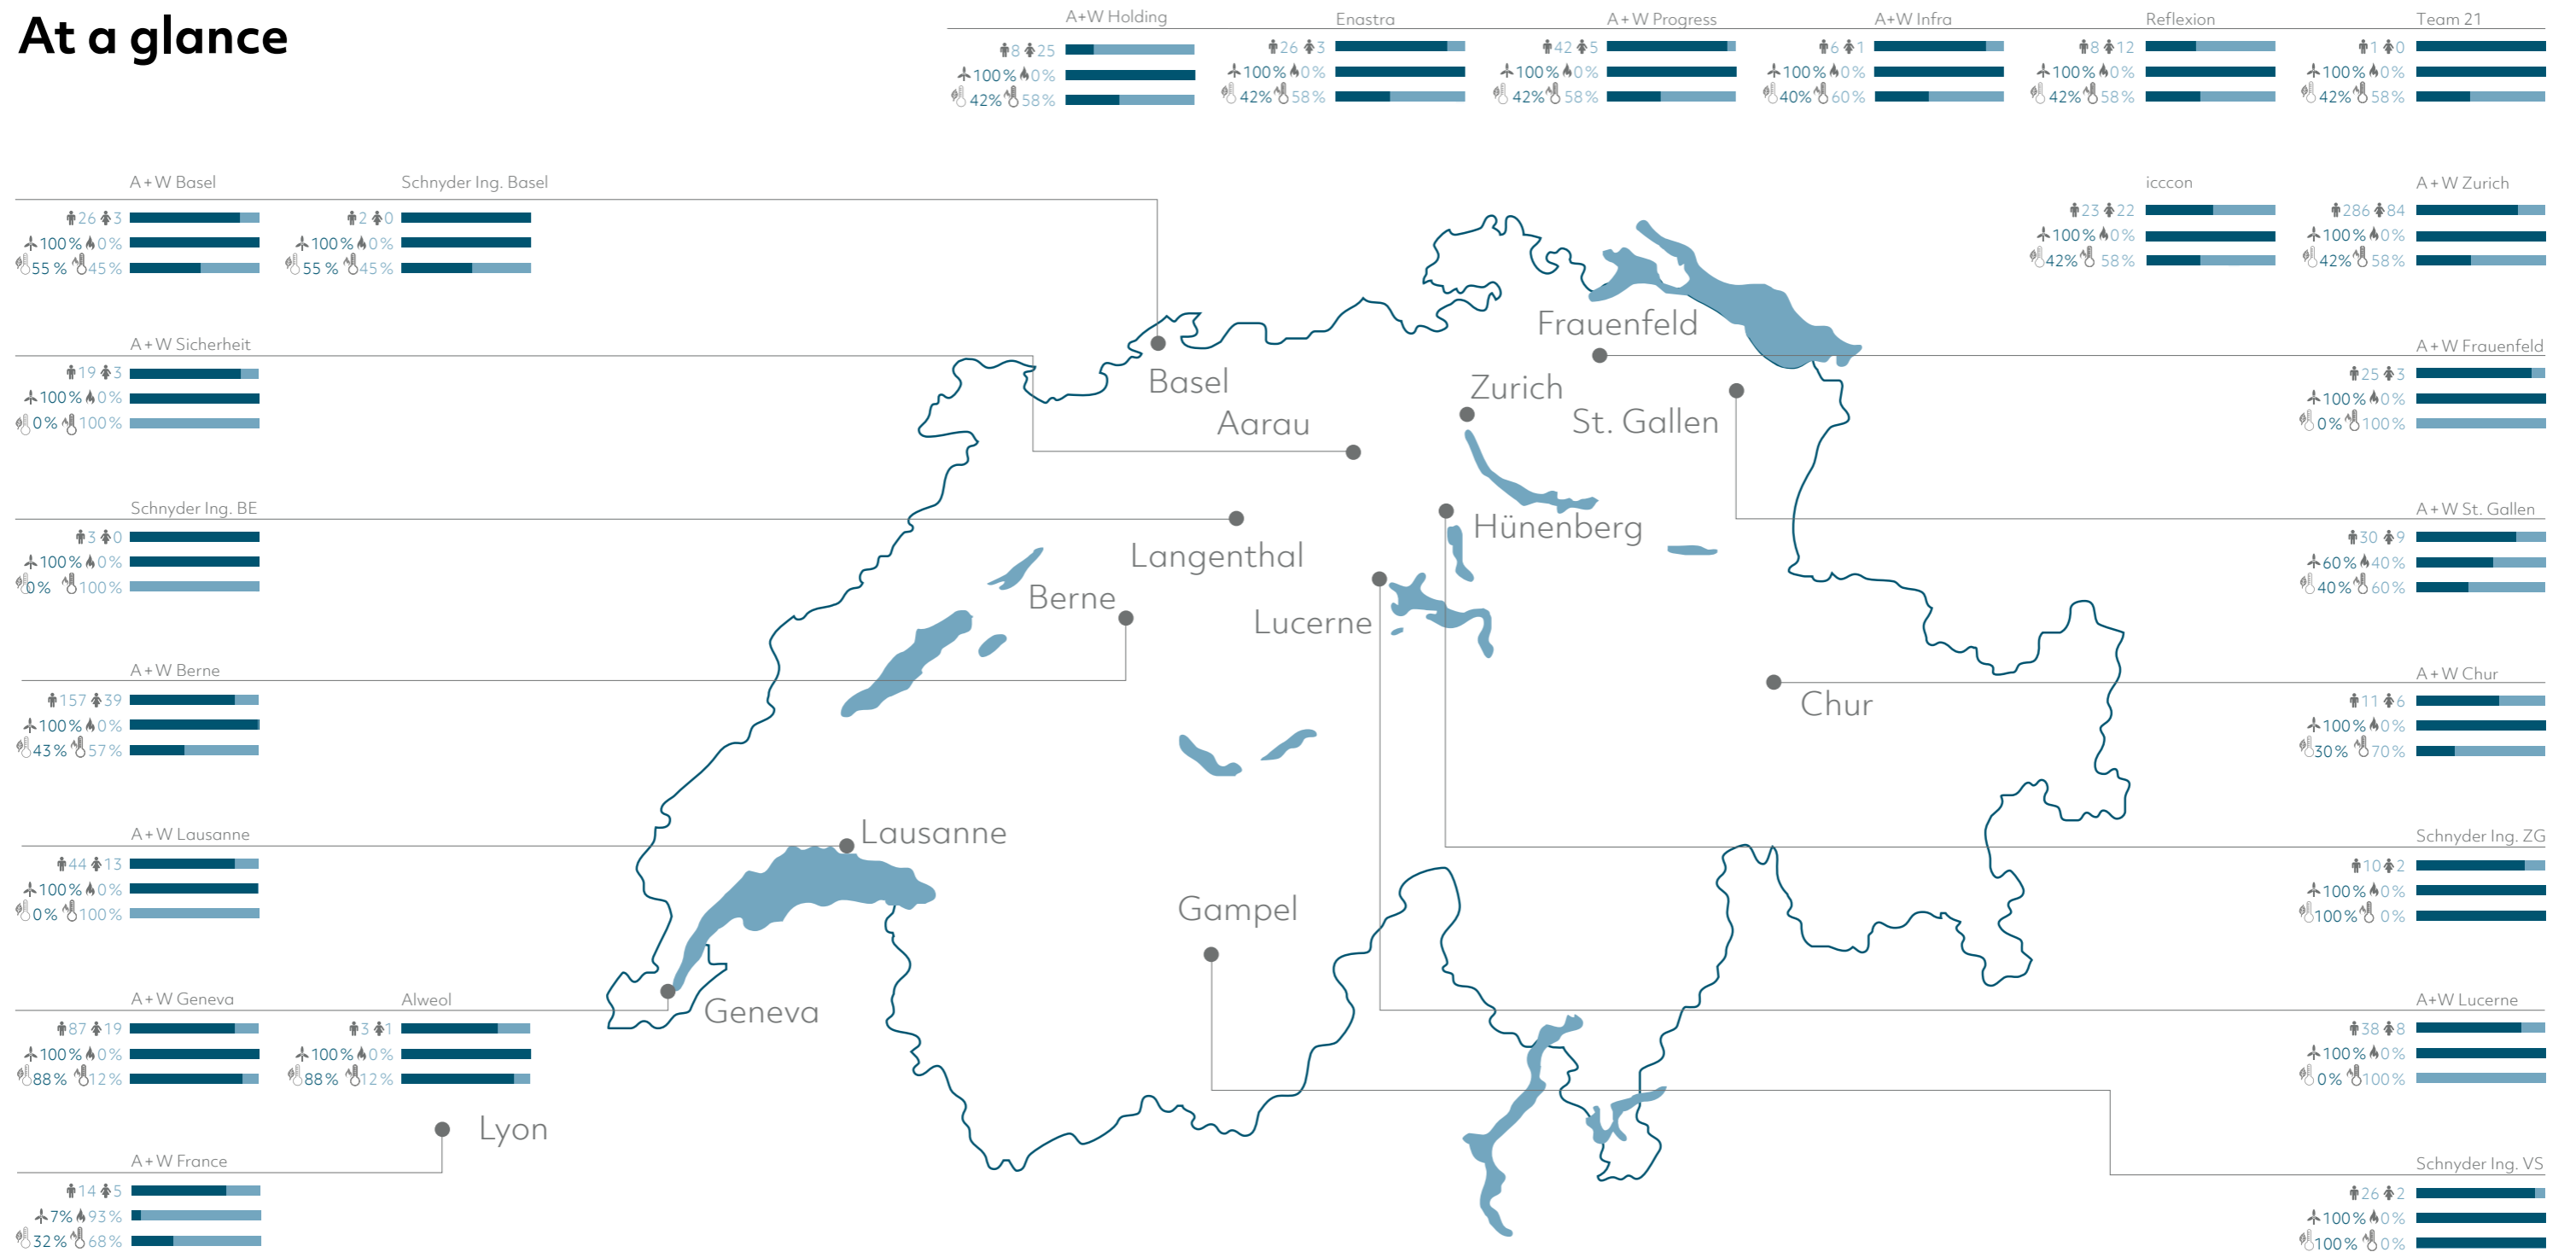 At a glance
A+W Holding
8 25
100% 0%
42% 58%
Enastra
26 3
100% 0%
42% 58%
A+W Progress
42 5
100% 0%
42% 58%
A+W Infra
6 1
100% 0%
40% 60%
Reflexion
8 12
100% 0%
42% 58%
Team 21
1 0
100% 0%
42% 58%
A+W Basel
26 3
100% 0%
55% 45%
Schnyder Ing. Basel
2 0
100% 0%
55% 45%
icccon
23 22
100% 0%
42% 58%
A+W Zurich
286 84
100% 0%
42% 58%
A+W Sicherheit
19 3
100% 0%
0% 100%
Schnyder Ing. BE
3 0
100% 0%
0% 100%
A+W Berne
157 39
100% 0%
43% 57%
A+W Lausanne
44 13
100% 0%
0% 100%
A+W Geneva
87 19
100% 0%
88% 12%
Alweol
3 1
100% 0%
88% 12%
A+W France
14 5
7% 93%
32% 68%
Frauenfeld
Basel
Zurich
Aarau
St. Gallen
Hünenberg
Langenthal
Berne
Lucerne
Chur
Lausanne
Gampel
Geneva
Lyon
A+W Frauenfeld
25 3
100% 0%
0% 100%
A+W St. Gallen
30 9
60% 40%
40% 60%
A+W Chur
11 6
100% 0%
30% 70%
Schnyder Ing. ZG
10 2
100% 0%
100% 0%
A+W Lucerne
38 8
100% 0%
0% 100%
Schnyder Ing. VS
26 2
100% 0%
100% 0%